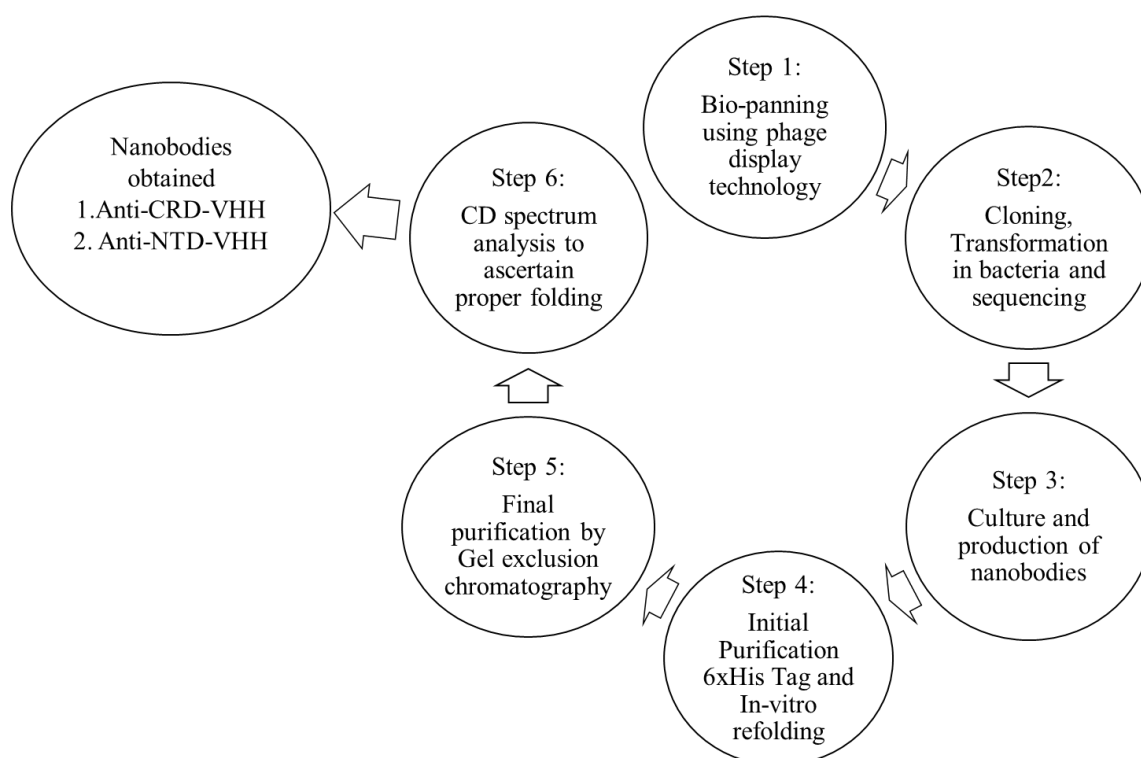 Step 1:
Bio-panning
using phage
display
technology
Step2:
Cloning,
Transformation
in bacteria and
sequencing
Step 3:
Culture and
production of
nanobodies
Step 4:
Initial
Purification
6xHis Tag and
In-vitro
refolding
Step 5:
Final
purification by
Gel exclusion
chromatography
Step 6:
CD spectrum
analysis to
ascertain
proper folding
Nanobodies
obtained
1.Anti-CRD-VHH
2. Anti-NTD-VHH